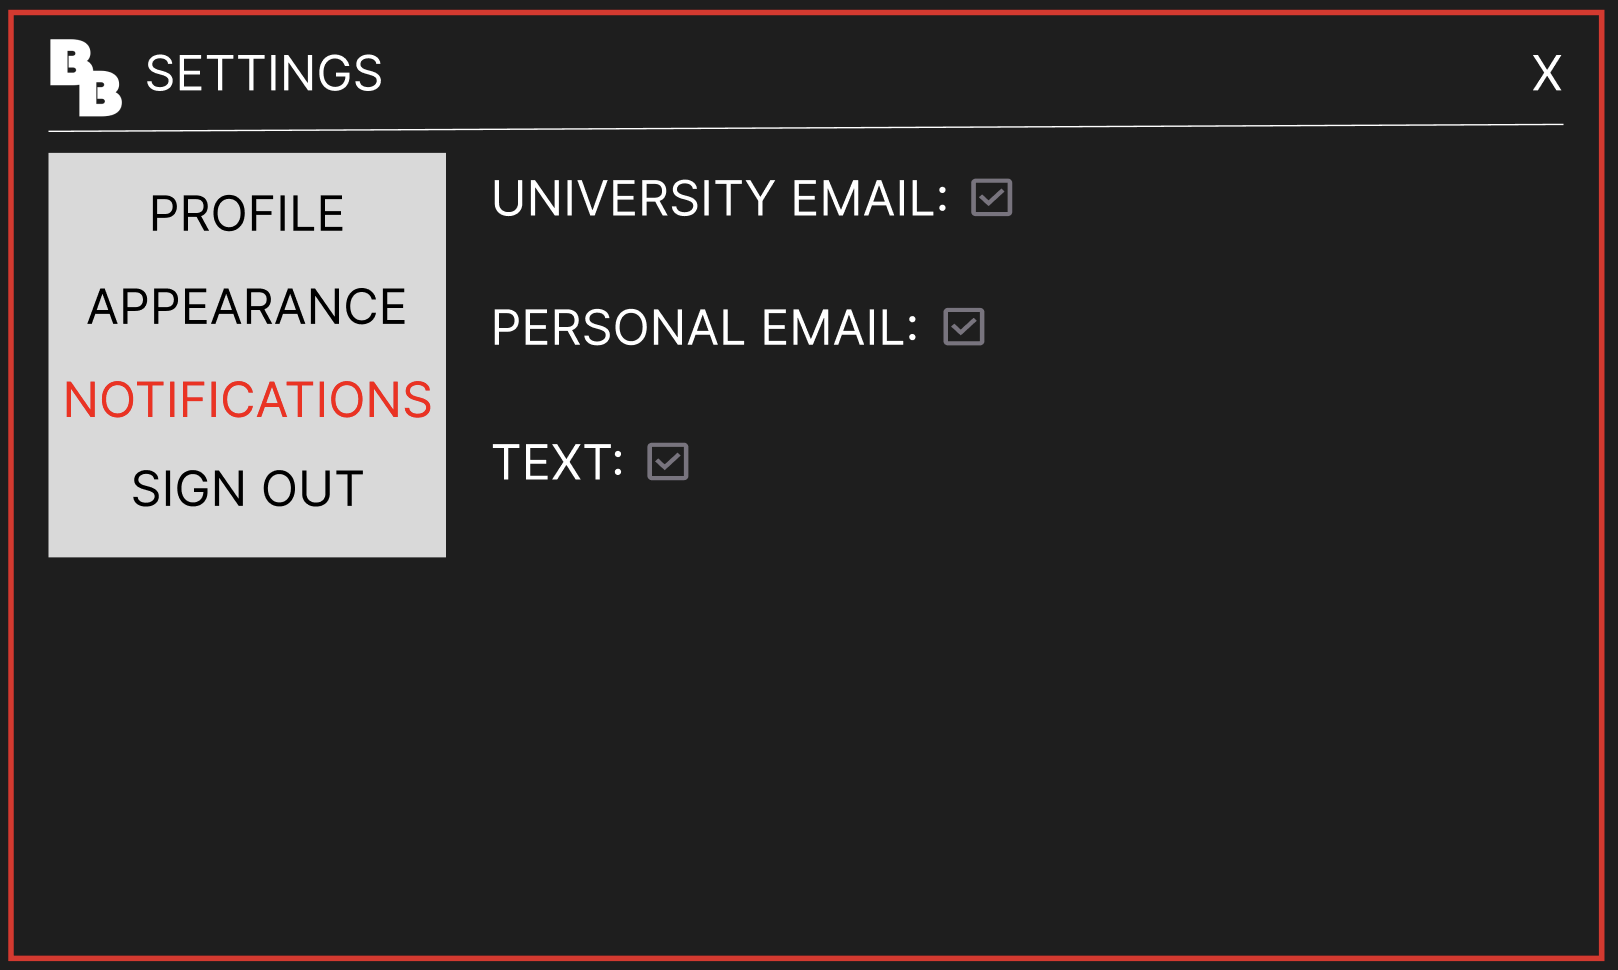 BB SETTINGS X
PROFILE
APPEARANCE
NOTIFICATIONS
SIGN OUT
UNIVERSITY EMAIL:
PERSONAL EMAIL:
TEXT: